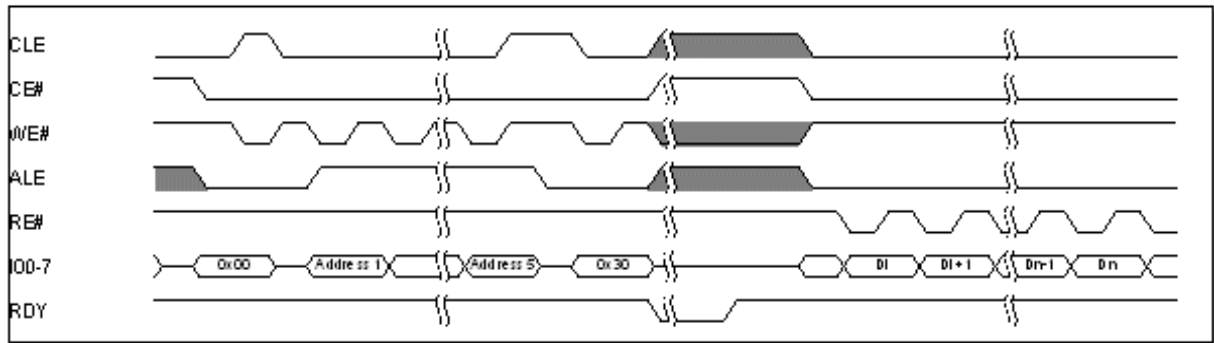 CLE
CE#
WE#
ALE
RE#
IO0-7 0x00 Address 1 Address 5 0x30 DI DI+1 Dn-1 Dn
RDY